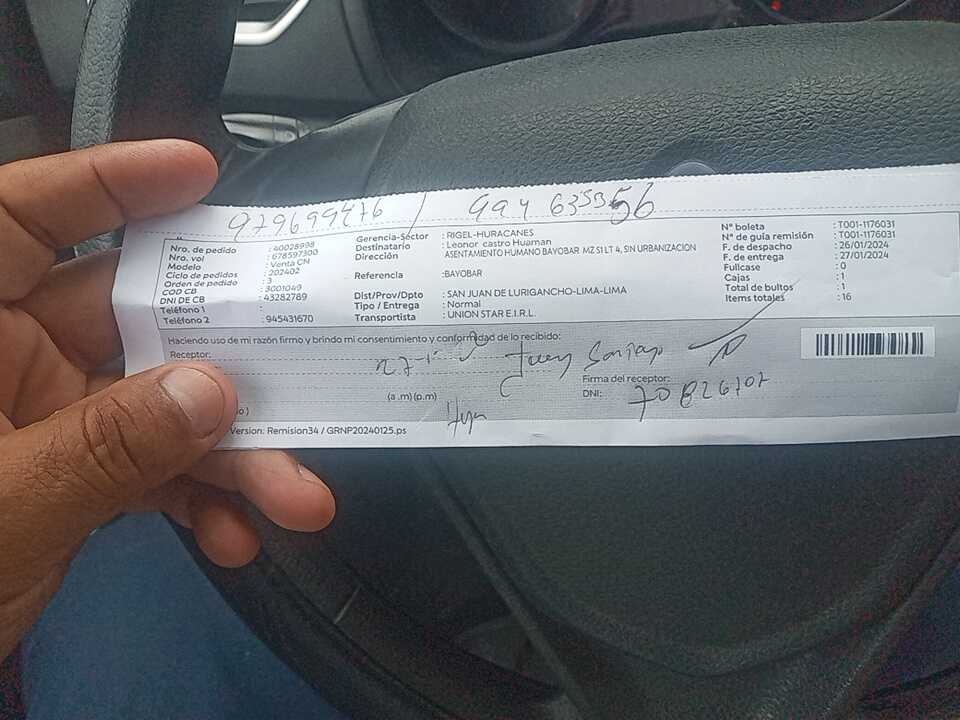 979699476 /
Nro. de pedido : 40028998
Nro. vol : 678597300
Modelo : Venta CN
Ciclo de pedidos : 202402
Orden de pedido : 3
COD CB : 3001049
DNI DE CB : 43282789
Teléfono 1 :
Teléfono 2 : 945431670
Gerencia-Sector : RIGEL-HURACANES
Destinatario : Leonor castro Huaman
Dirección : ASENTAMIENTO HUMANO BAYOBAR MZ S1 LT 4, SIN URBANIZACION
Referencia : BAYOBAR
Dist/Prov/Dpto : SAN JUAN DE LURIGANCHO-LIMA-LIMA
Tipo / Entrega : Normal
Transportista : UNION STAR E.I.R.L.
N° boleta : T001-1176031
N° de guía remisión : T001-1176031
F. de despacho : 26/01/2024
F. de entrega : 27/01/2024
Fullcase : 0
Cajas : 1
Total de bultos : 1
Items totales : 16
Haciendo uso de mi razón firmo y brindo mi consentimiento y conformidad de lo recibido:
Receptor:
(a .m) (p.m)
Firma del receptor:
DNI: 70826707
Version: Remision34 / GRNP20240125.ps